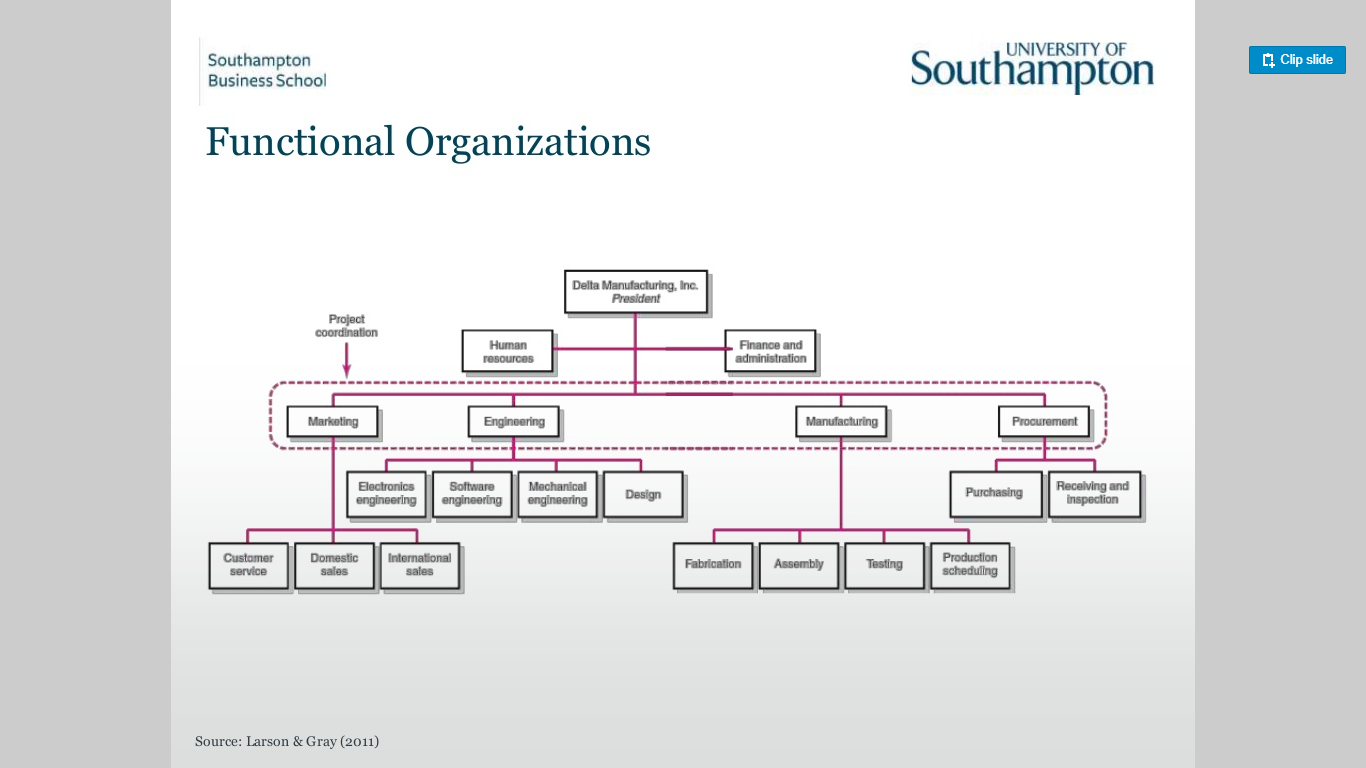 Southampton
Business School
UNIVERSITY OF
Southampton
Clip slide
Functional Organizations
Delta Manufacturing, Inc.
President
Project
coordination
Human
resources
Finance and
administration
Marketing
Engineering
Manufacturing
Procurement
Electronics
engineering
Software
engineering
Mechanical
engineering
Design
Purchasing
Receiving and
inspection
Customer
service
Domestic
sales
International
sales
Fabrication
Assembly
Testing
Production
scheduling
Source: Larson & Gray (2011)